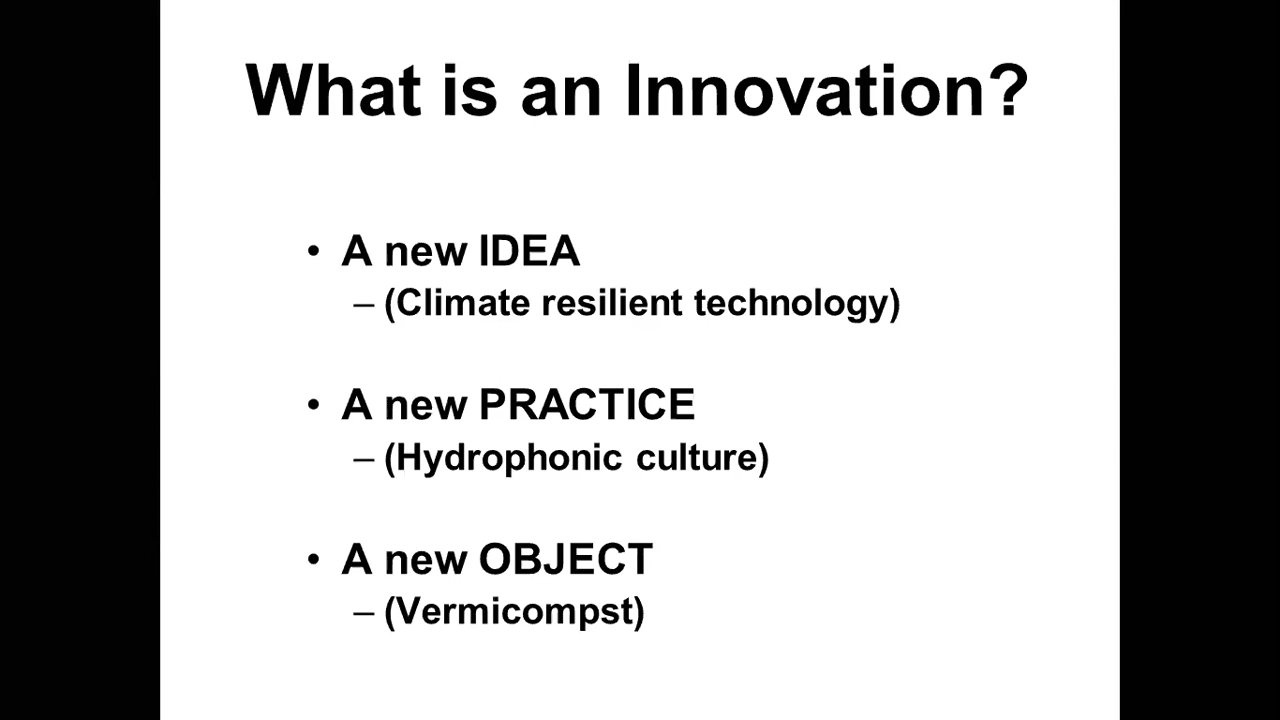 What is an Innovation?
• A new IDEA
– (Climate resilient technology)
• A new PRACTICE
– (Hydrophonic culture)
• A new OBJECT
– (Vermicompst)